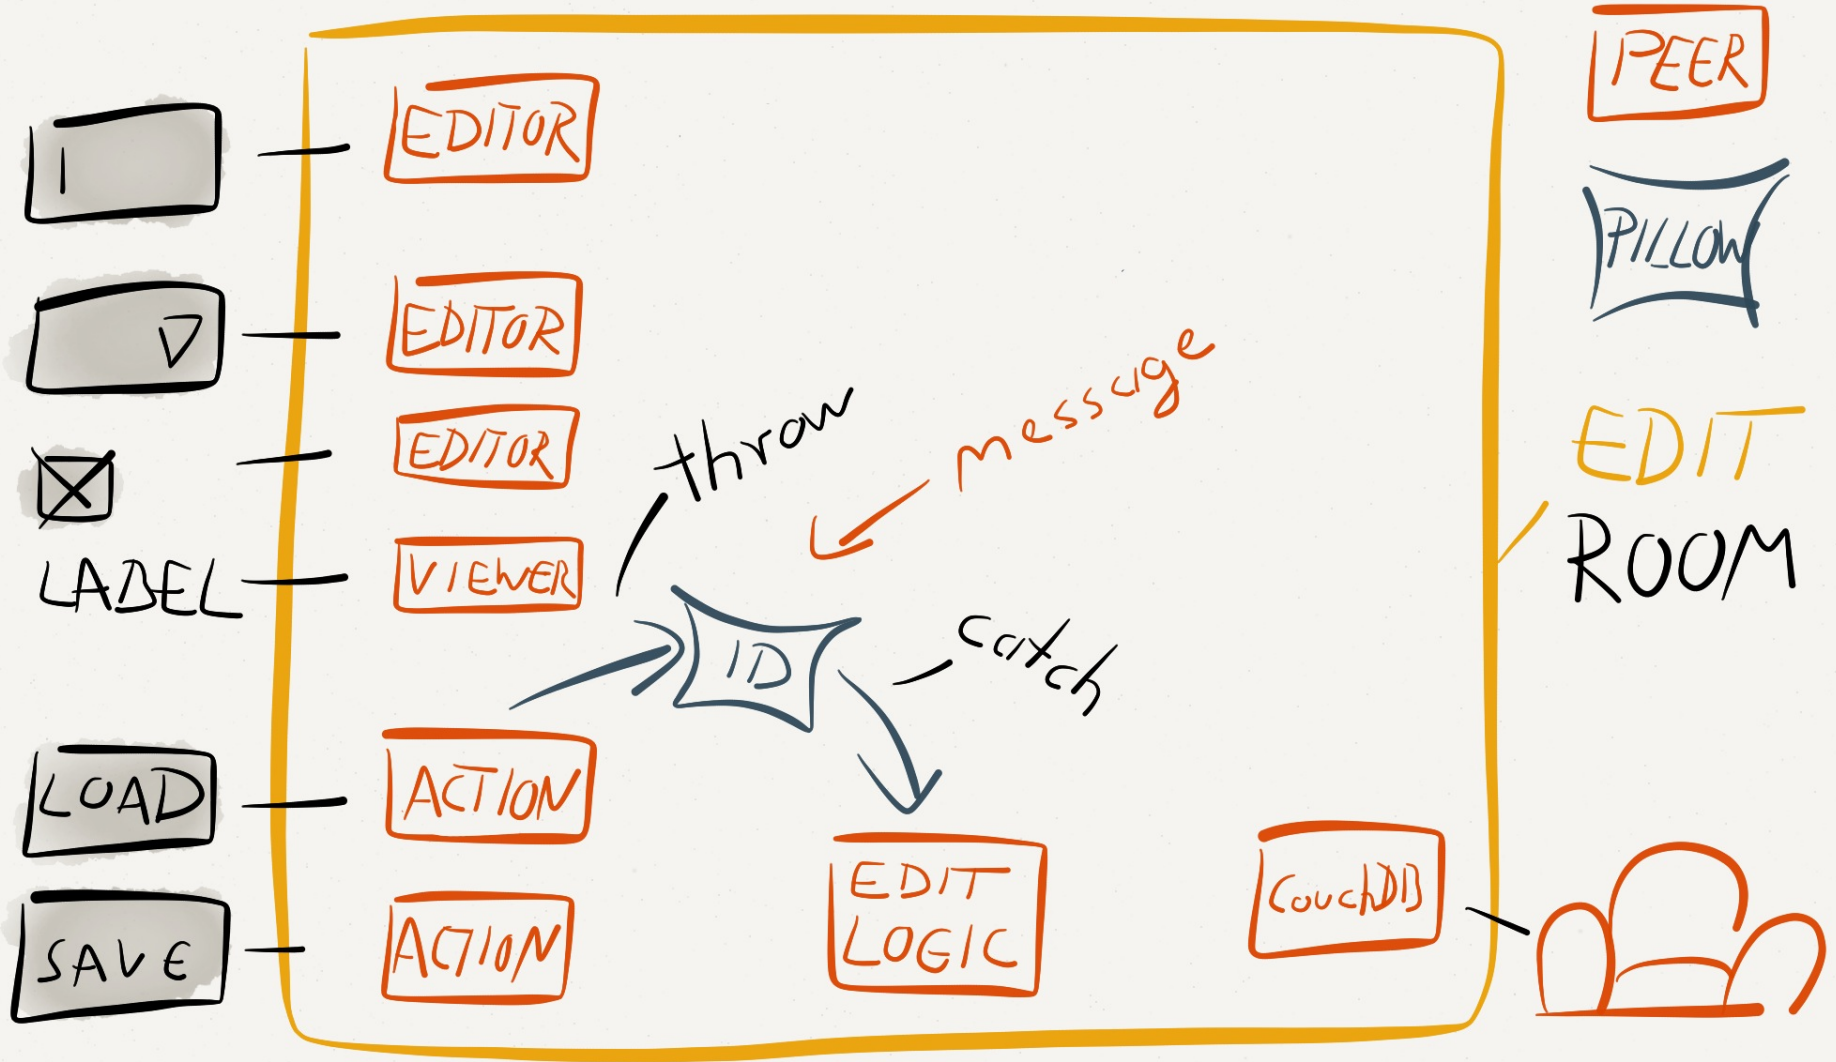 EDITOR
EDITOR
EDITOR
LABEL
VIEWER
LOAD
ACTION
SAVE
ACTION
throw
message
ID
catch
EDIT
LOGIC
CouchDB
PEER
PILLOW
EDIT
ROOM